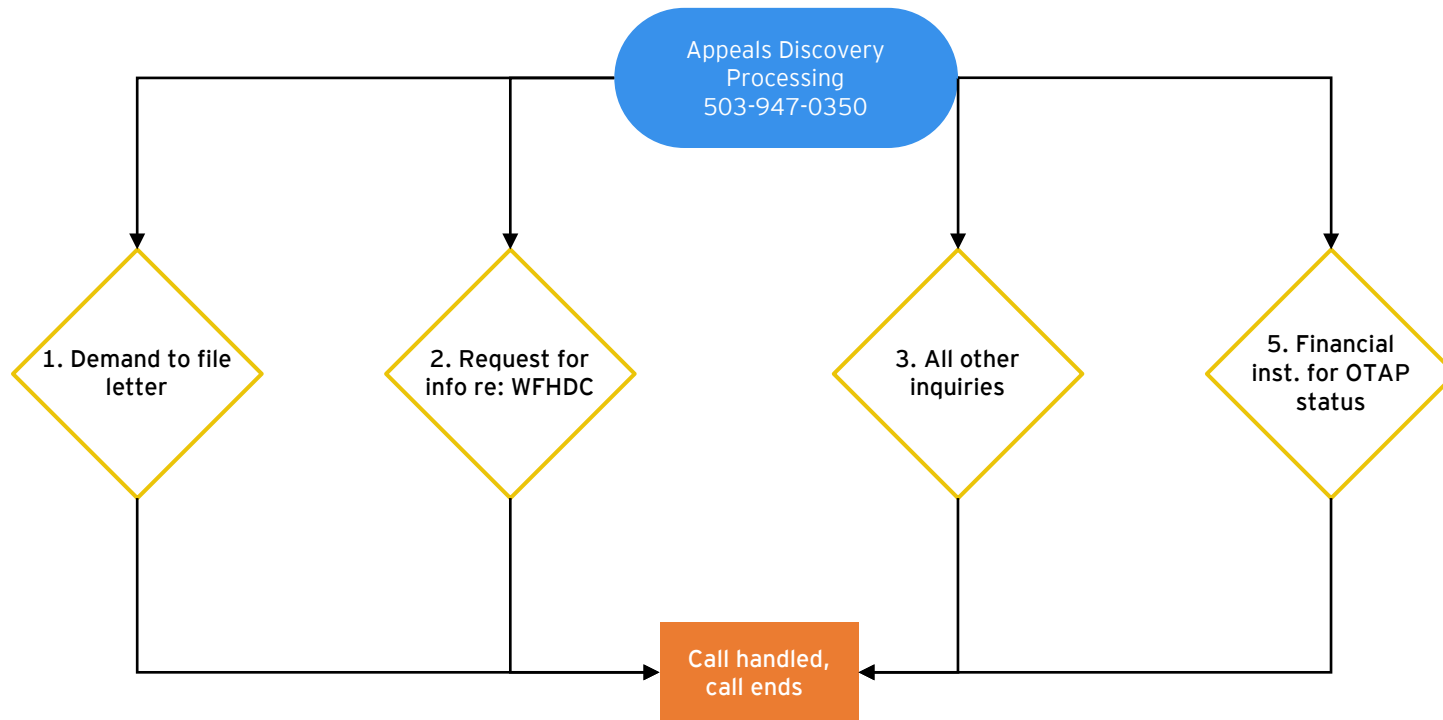 Appeals Discovery
Processing
503-947-0350
1. Demand to file
letter
2. Request for
info re: WFHDC
3. All other
inquiries
5. Financial
inst. for OTAP
status
Call handled,
call ends